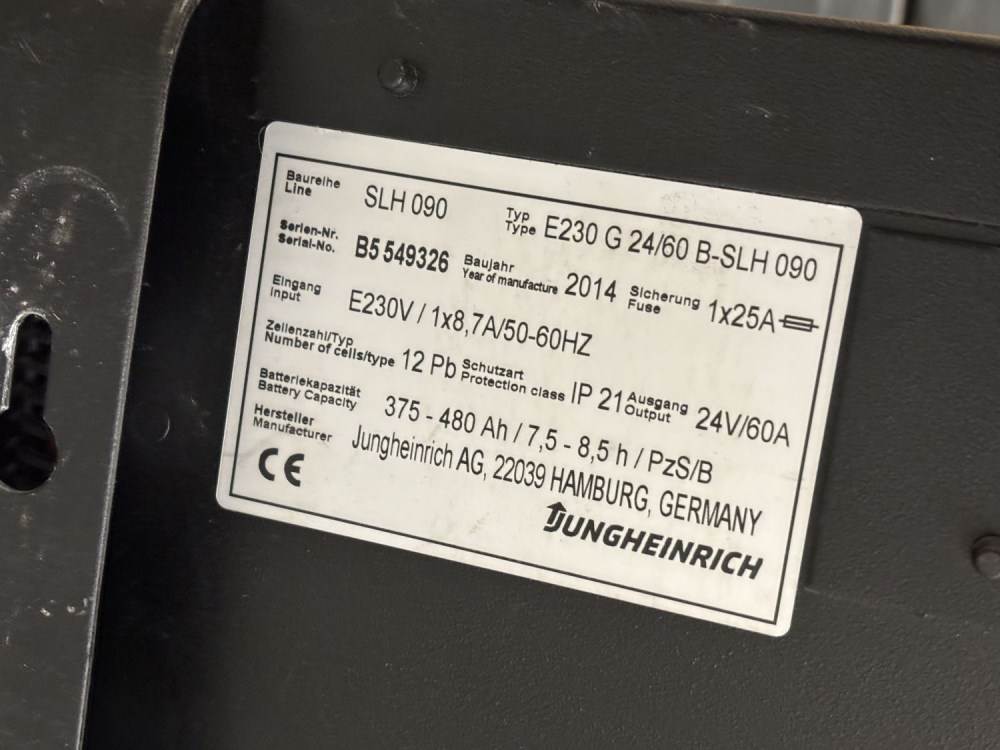 Baureihe Line SLH 090 Typ Type E230 G 24/60 B-SLH 090
Serien-Nr. Serial-No. B5 549326 Baujahr Year of manufacture 2014 Sicherung Fuse 1x25A
Eingang Input E230V / 1x8,7A/50-60HZ
Zellenzahl/Typ Number of cells/type 12 Pb Schutzart Protection class IP 21 Ausgang Output 24V/60A
Batteriekapazität Battery Capacity 375 - 480 Ah / 7,5 - 8,5 h / PzS/B
Hersteller Manufacturer Jungheinrich AG, 22039 HAMBURG, GERMANY
CE
JUNGHEINRICH